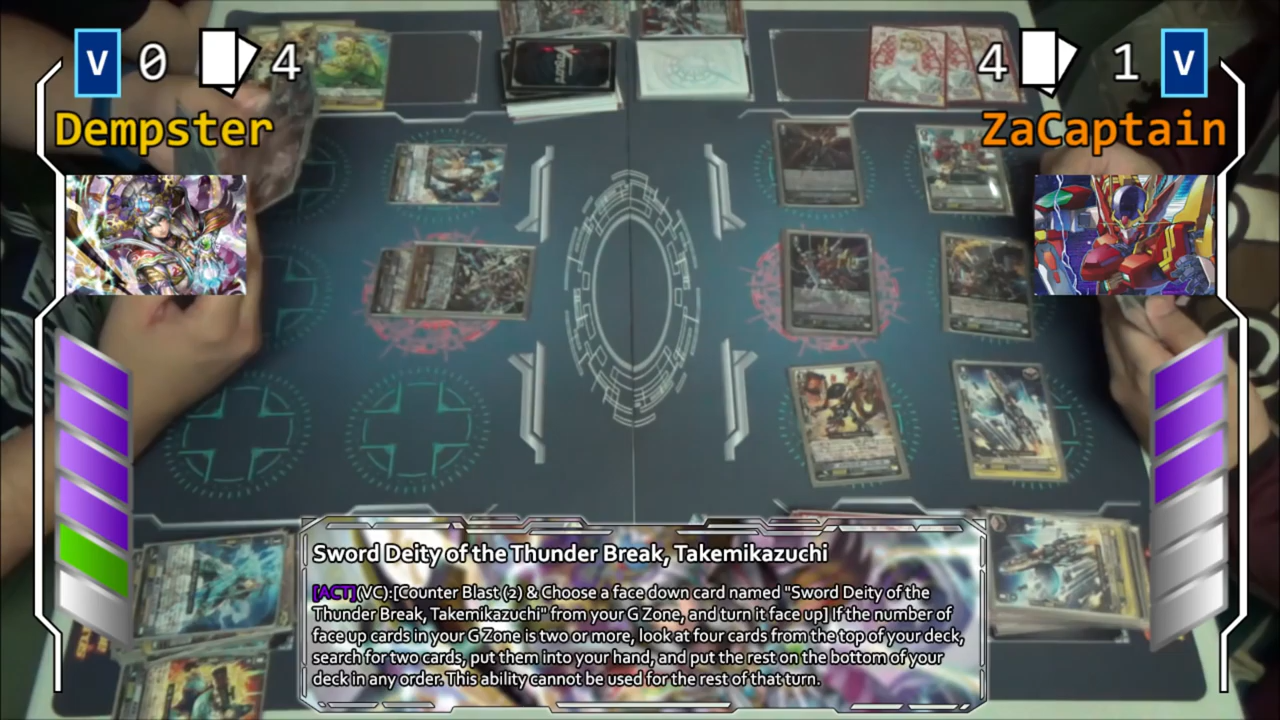 V 0 4
4 1 V
Dempster
ZaCaptain
Sword Deity of the Thunder Break, Takemikazuchi
[ACT](VC):[Counter Blast (2) & Choose a face down card named "Sword Deity of the
Thunder Break, Takemikazuchi" from your G Zone, and turn it face up] If the number of
face up cards in your G Zone is two or more, look at four cards from the top of your deck,
search for two cards, put them into your hand, and put the rest on the bottom of your
deck in any order. This ability cannot be used for the rest of that turn.